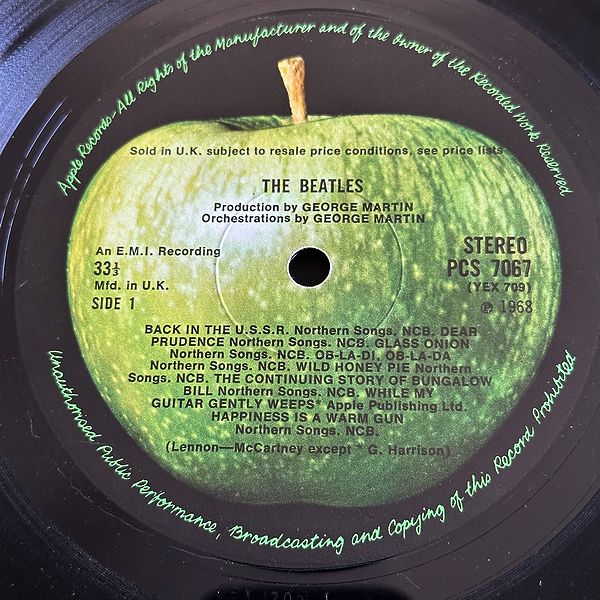 Apple Records-All Rights of the Manufacturer and of the Owner of the Recorded Work Reserved
Sold in U.K. subject to resale price conditions, see price lists
THE BEATLES
Production by GEORGE MARTIN
Orchestrations by GEORGE MARTIN
An E.M.I. Recording
33⅓
Mfd. in U.K.
SIDE 1
STEREO
PCS 7067
(YEX 709)
℗ 1968
BACK IN THE U.S.S.R. Northern Songs. NCB. DEAR
PRUDENCE Northern Songs. NCB. GLASS ONION
Northern Songs. NCB. OB-LA-DI, OB-LA-DA
Northern Songs. NCB. WILD HONEY PIE Northern
Songs. NCB. THE CONTINUING STORY OF BUNGALOW
BILL Northern Songs. NCB. WHILE MY
GUITAR GENTLY WEEPS* Apple Publishing Ltd.
HAPPINESS IS A WARM GUN
Northern Songs. NCB.
(Lennon—McCartney except * G. Harrison)
Unauthorised Public Performance, Broadcasting and Copying of this Record Prohibited